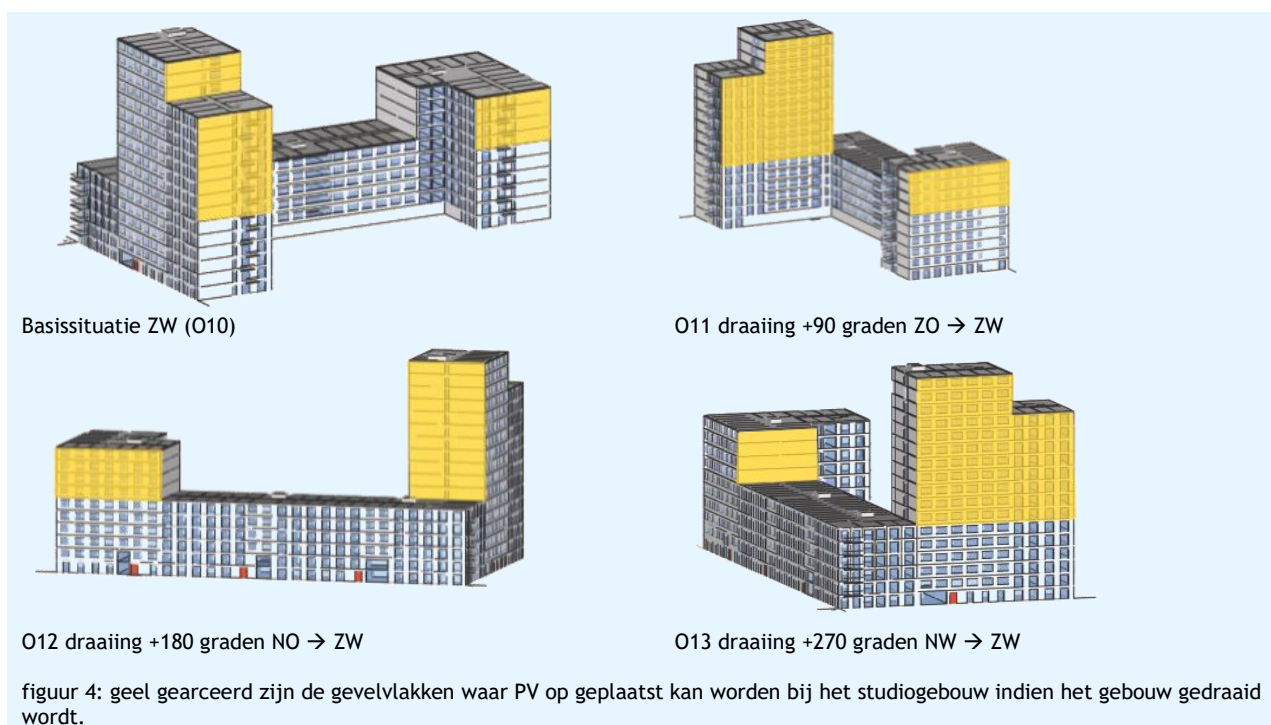 Basissituatie ZW (O10)
O11 draaiing +90 graden ZO → ZW
O12 draaiing +180 graden NO → ZW
O13 draaiing +270 graden NW → ZW
figuur 4: geel gearceerd zijn de gevelvlakken waar PV op geplaatst kan worden bij het studiogebouw indien het gebouw gedraaid
wordt.